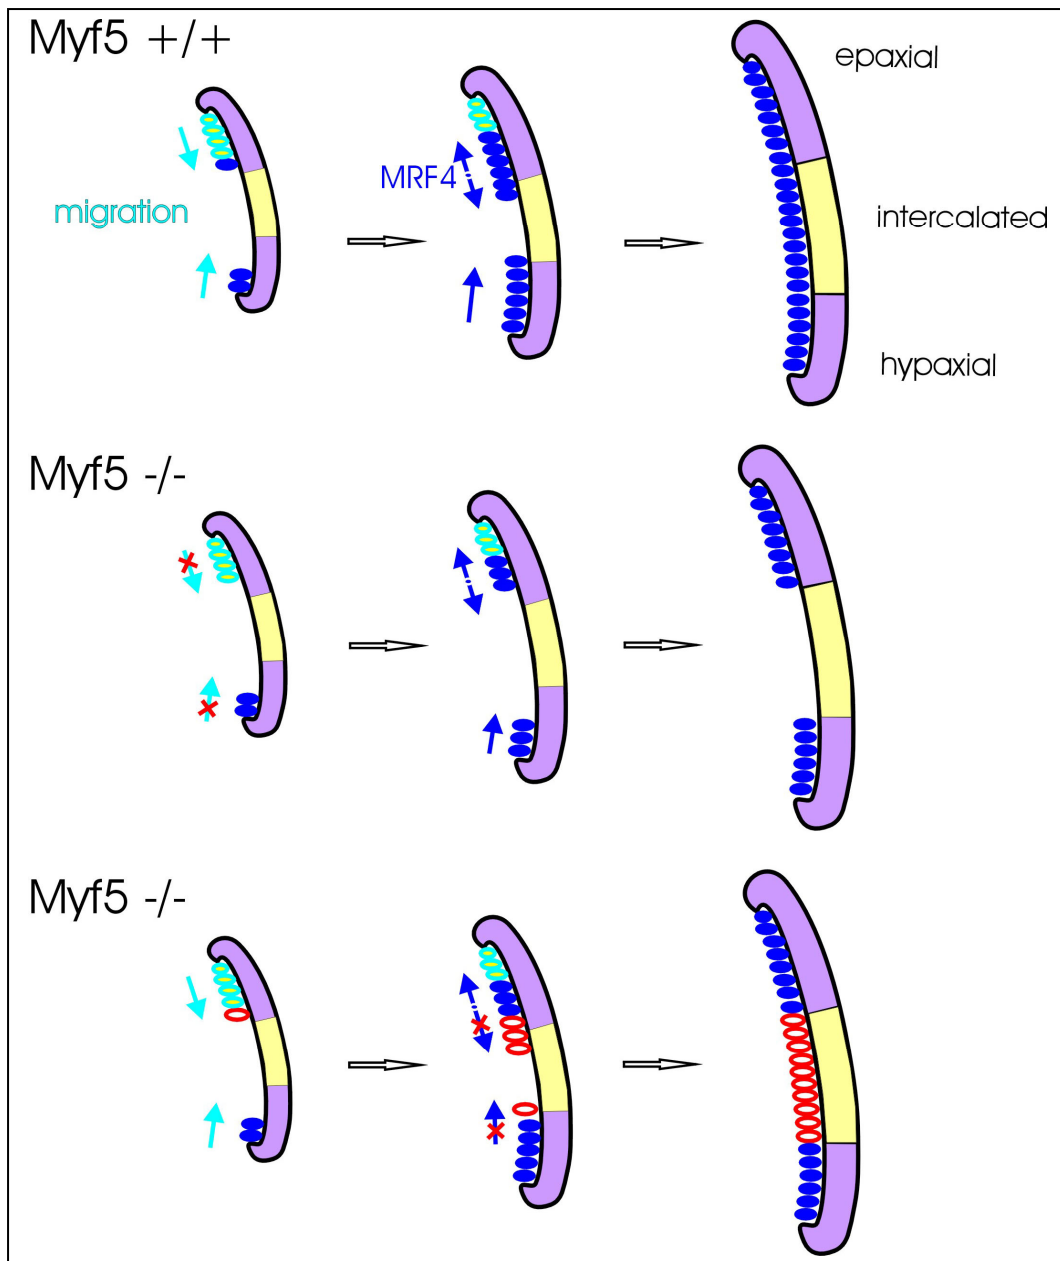 Myf5 +/+
epaxial
MRF4
migration
intercalated
hypaxial
Myf5 -/-
Myf5 -/-